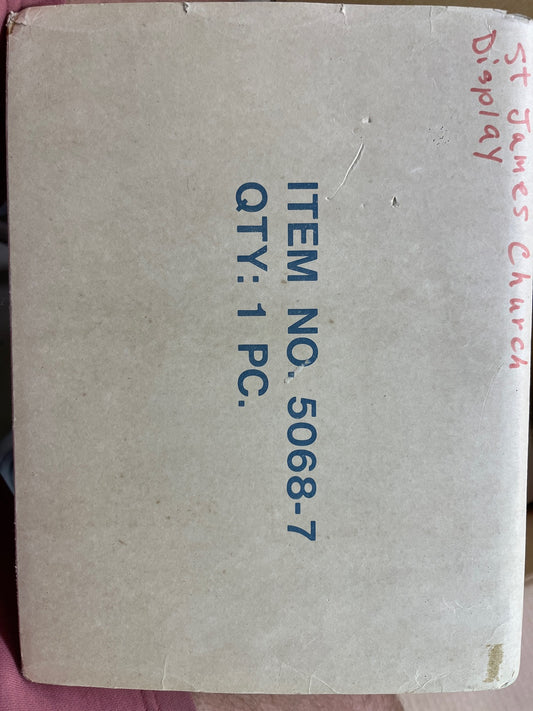 St James Church
Display
ITEM NO. 5068-7
QTY: 1 PC.